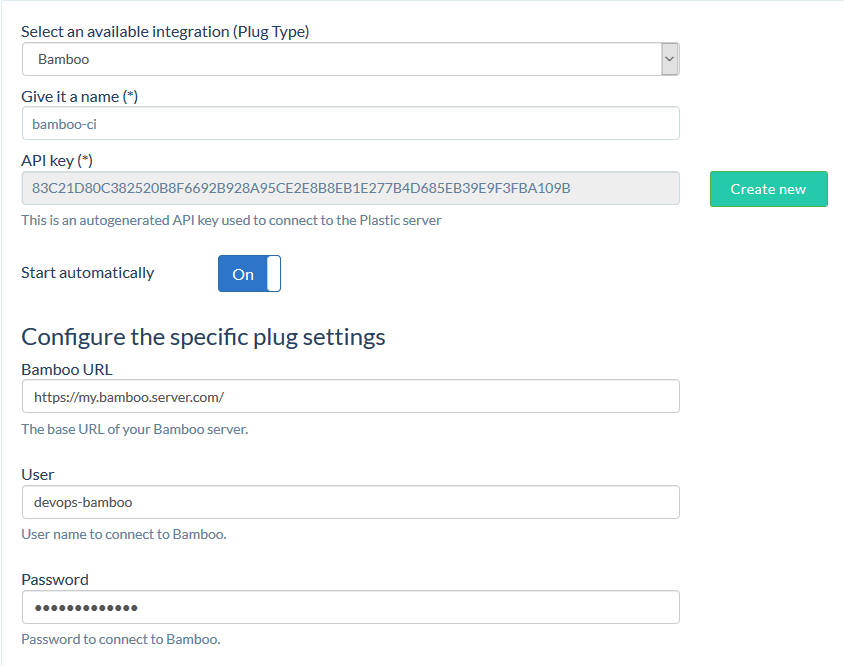 Select an available integration (Plug Type)
Bamboo
Give it a name (*)
bamboo-ci
API key (*)
83C21D80C382520B8F6692B928A95CE2E8B8EB1E277B4D685EB39E9F3FBA109B
Create new
This is an autogenerated API key used to connect to the Plastic server
Start automatically
On
Configure the specific plug settings
Bamboo URL
https://my.bamboo.server.com/
The base URL of your Bamboo server.
User
devops-bamboo
User name to connect to Bamboo.
Password
•••••••••••••
Password to connect to Bamboo.